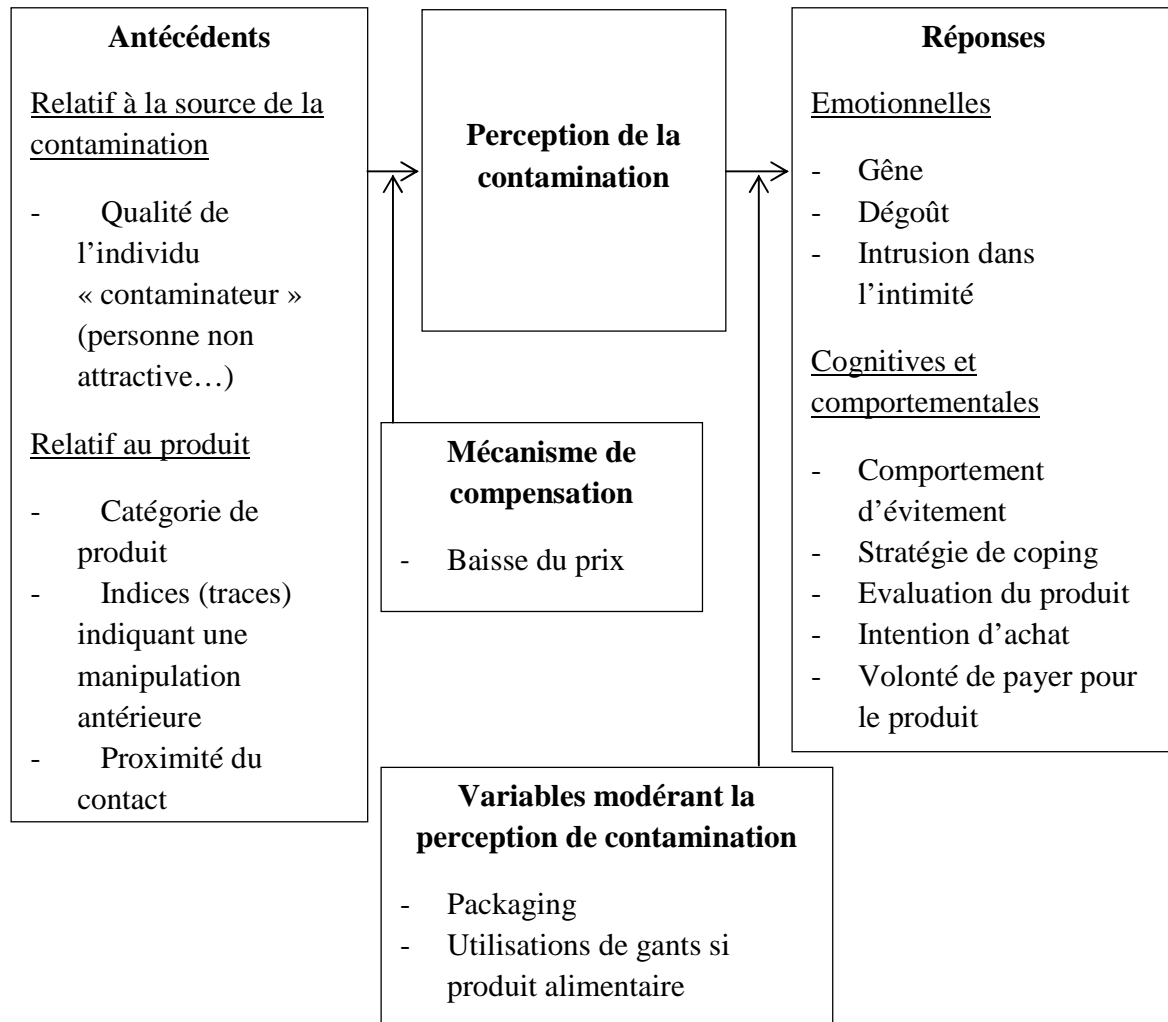 Antécédents
Relatif à la source de la
contamination
- Qualité de
l’individu
« contaminateur »
(personne non
attractive…)
Relatif au produit
- Catégorie de
produit
- Indices (traces)
indiquant une
manipulation
antérieure
- Proximité du
contact
Perception de la
contamination
Mécanisme de
compensation
- Baisse du prix
Variables modérant la
perception de contamination
- Packaging
- Utilisations de gants si
produit alimentaire
Réponses
Emotionnelles
- Gêne
- Dégoût
- Intrusion dans
l’intimité
Cognitives et
comportementales
- Comportement
d’évitement
- Stratégie de coping
- Evaluation du produit
- Intention d’achat
- Volonté de payer pour
le produit